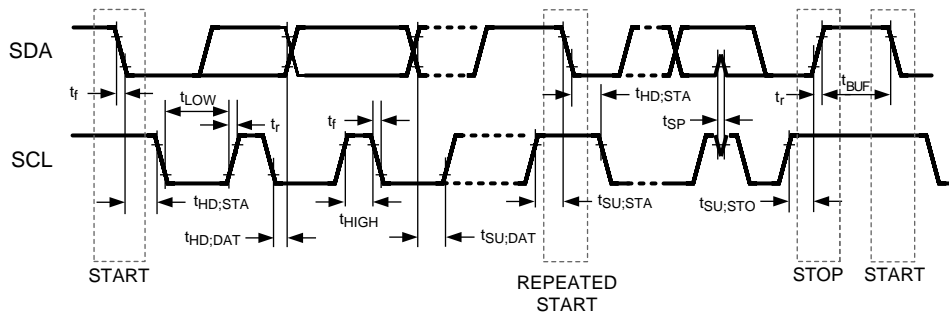 SDA
t_f
t_LOW
t_r
t_f
t_HD;STA
t_SP
t_r
t_BUF
SCL
t_HD;STA
t_HD;DAT
t_HIGH
t_SU;DAT
t_SU;STA
t_SU;STO
START
REPEATED
START
STOP
START